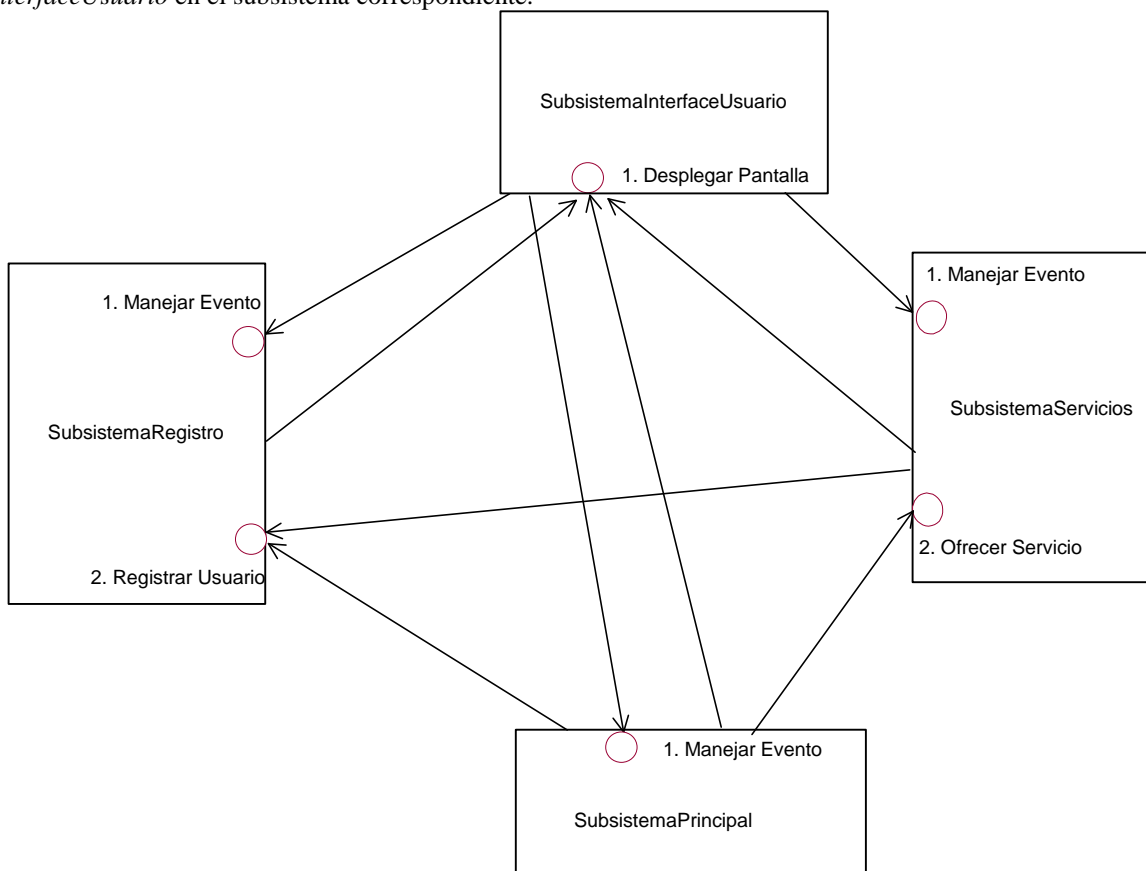 nterfaceUsuario en el subsistema correspondiente.
SubsistemaInterfaceUsuario
1. Desplegar Pantalla
1. Manejar Evento
1. Manejar Evento
SubsistemaServicios
SubsistemaRegistro
2. Ofrecer Servicio
2. Registrar Usuario
1. Manejar Evento
SubsistemaPrincipal